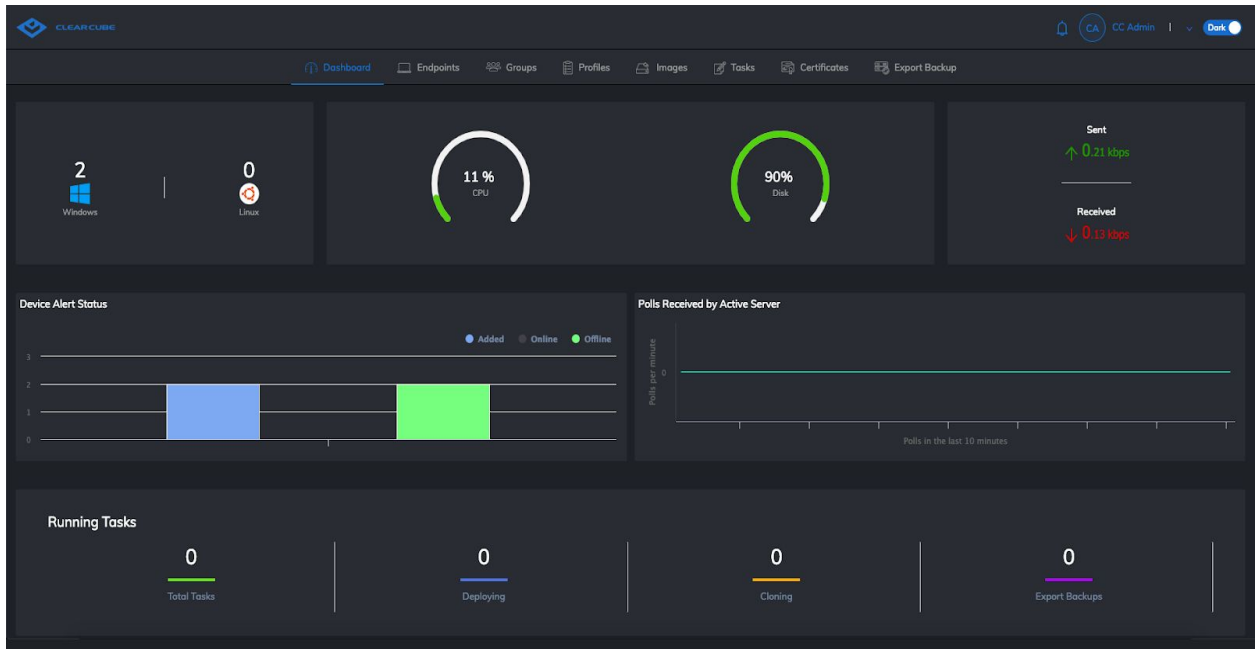 CLEARCUBE
CA CC Admin Dark
Dashboard Endpoints Groups Profiles Images Tasks Certificates Export Backup
2 0
Windows Linux
11 %
CPU
90%
Disk
Sent
0.21 kbps
Received
0.13 kbps
Device Alert Status
Added Online Offline
3
2
1
0
Polls Received by Active Server
Polls per minute
0
Polls in the last 10 minutes
Running Tasks
0 0 0 0
Total Tasks Deploying Cloning Export Backups